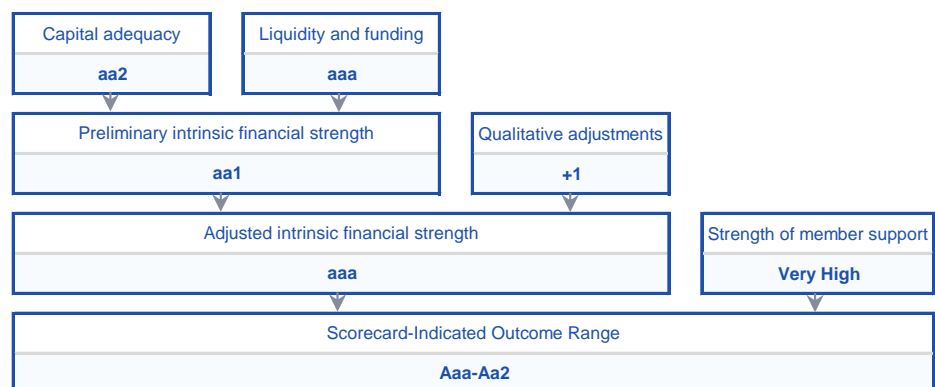 Capital adequacy
Liquidity and funding
aa2
aaa
Preliminary intrinsic financial strength
Qualitative adjustments
aa1
+1
Adjusted intrinsic financial strength
Strength of member support
aaa
Very High
Scorecard-Indicated Outcome Range
Aaa-Aa2